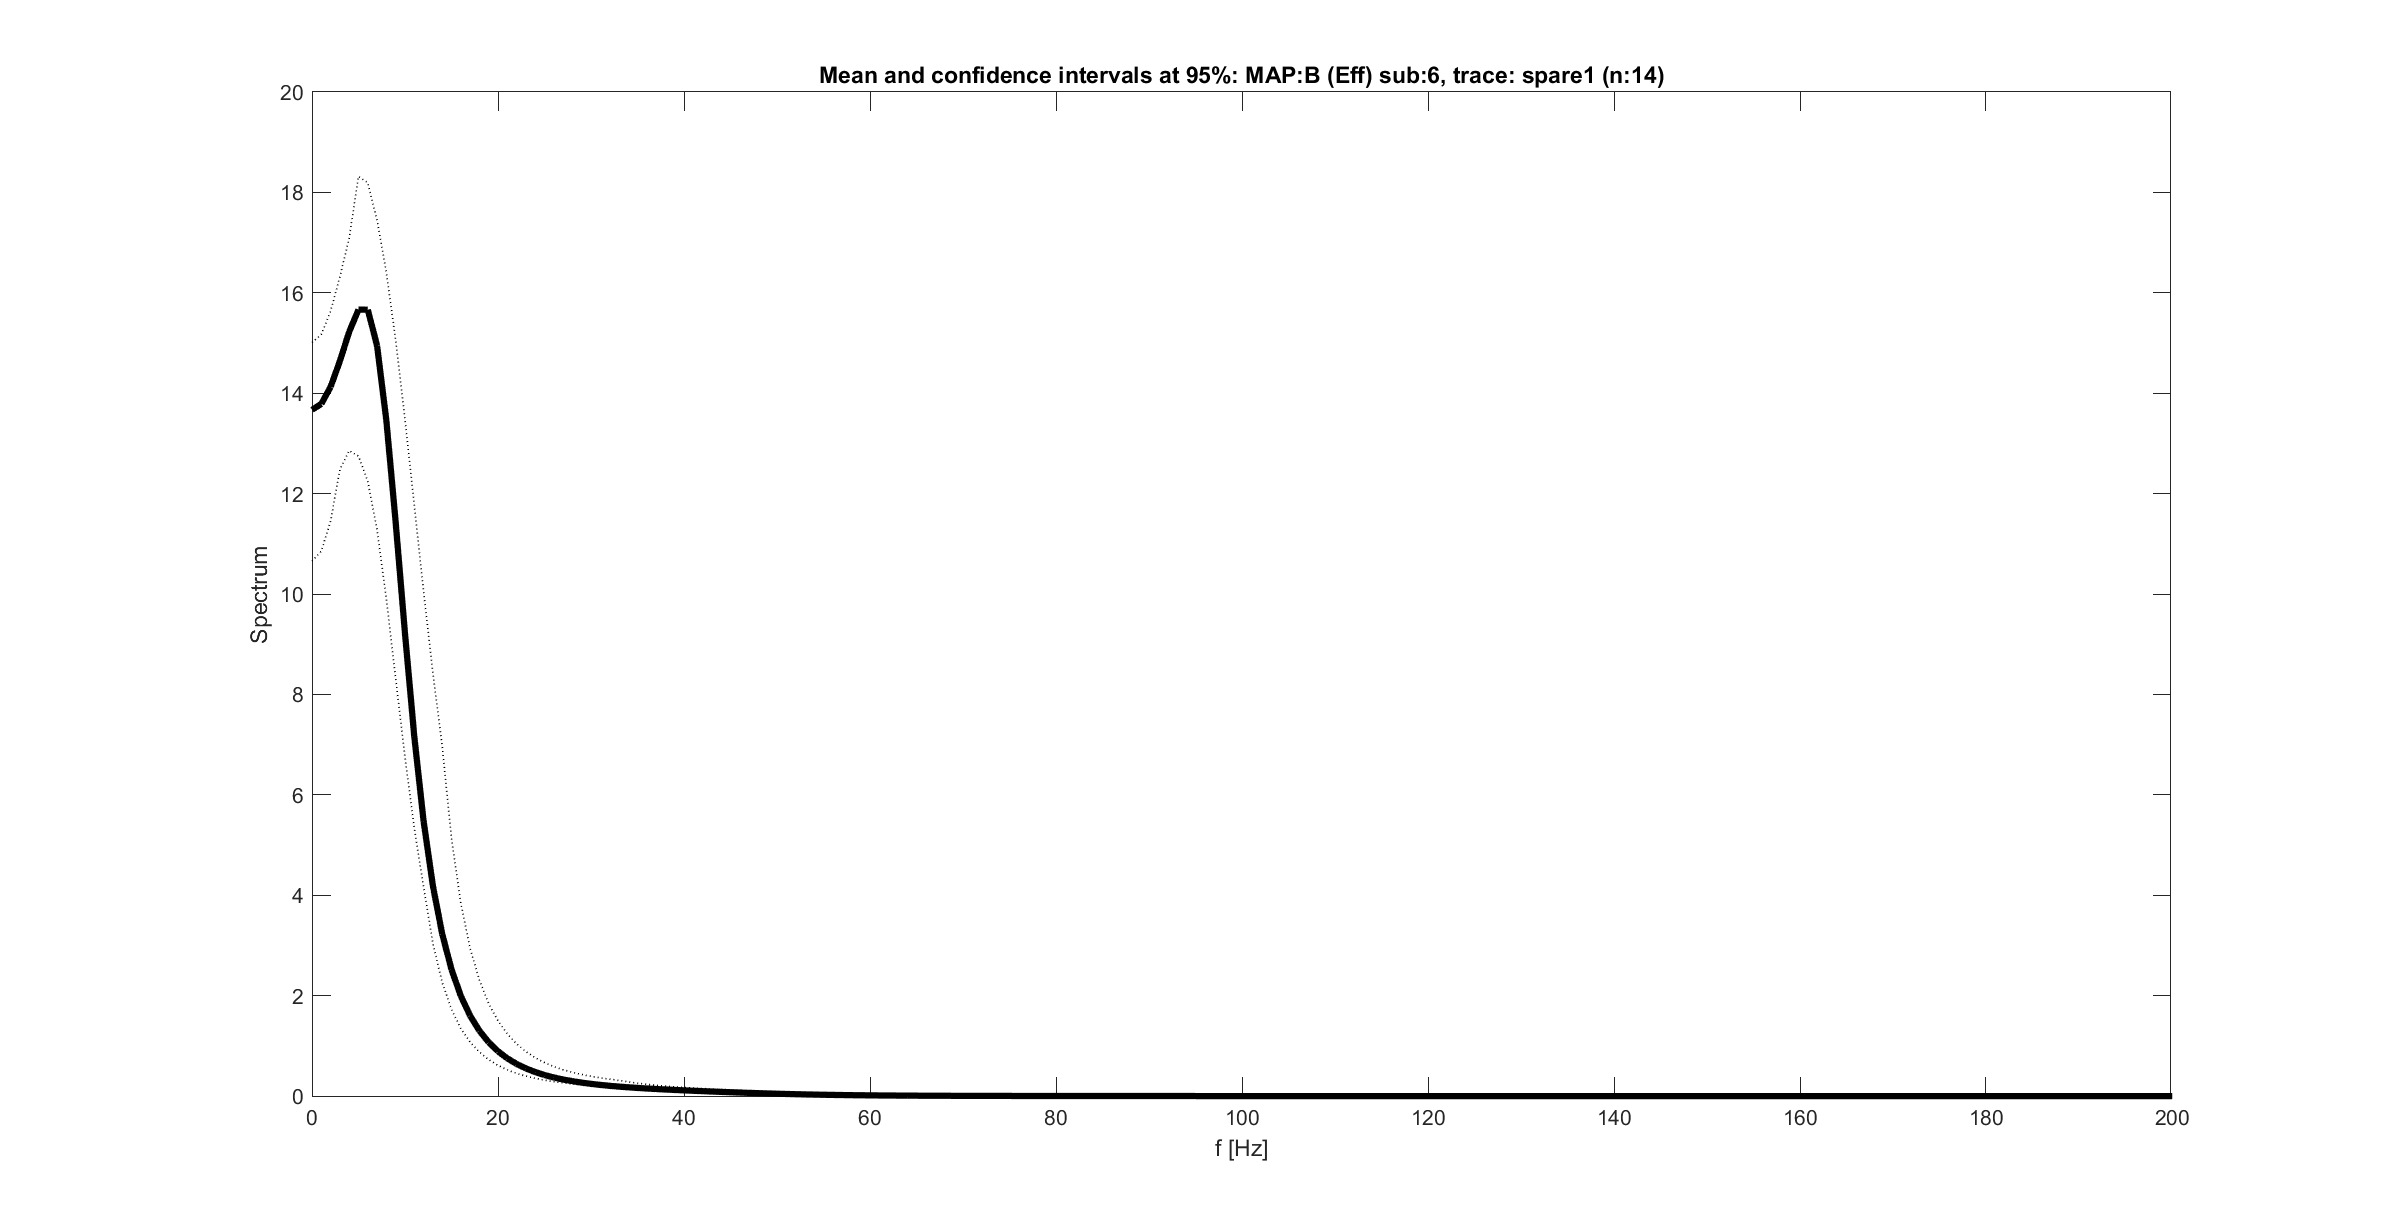 Mean and confidence intervals at 95%: MAP:B (Eff) sub:6, trace: spare1 (n:14)
20
18
16
14
12
10
8
6
4
2
0
Spectrum
0 20 40 60 80 100 120 140 160 180 200
f [Hz]